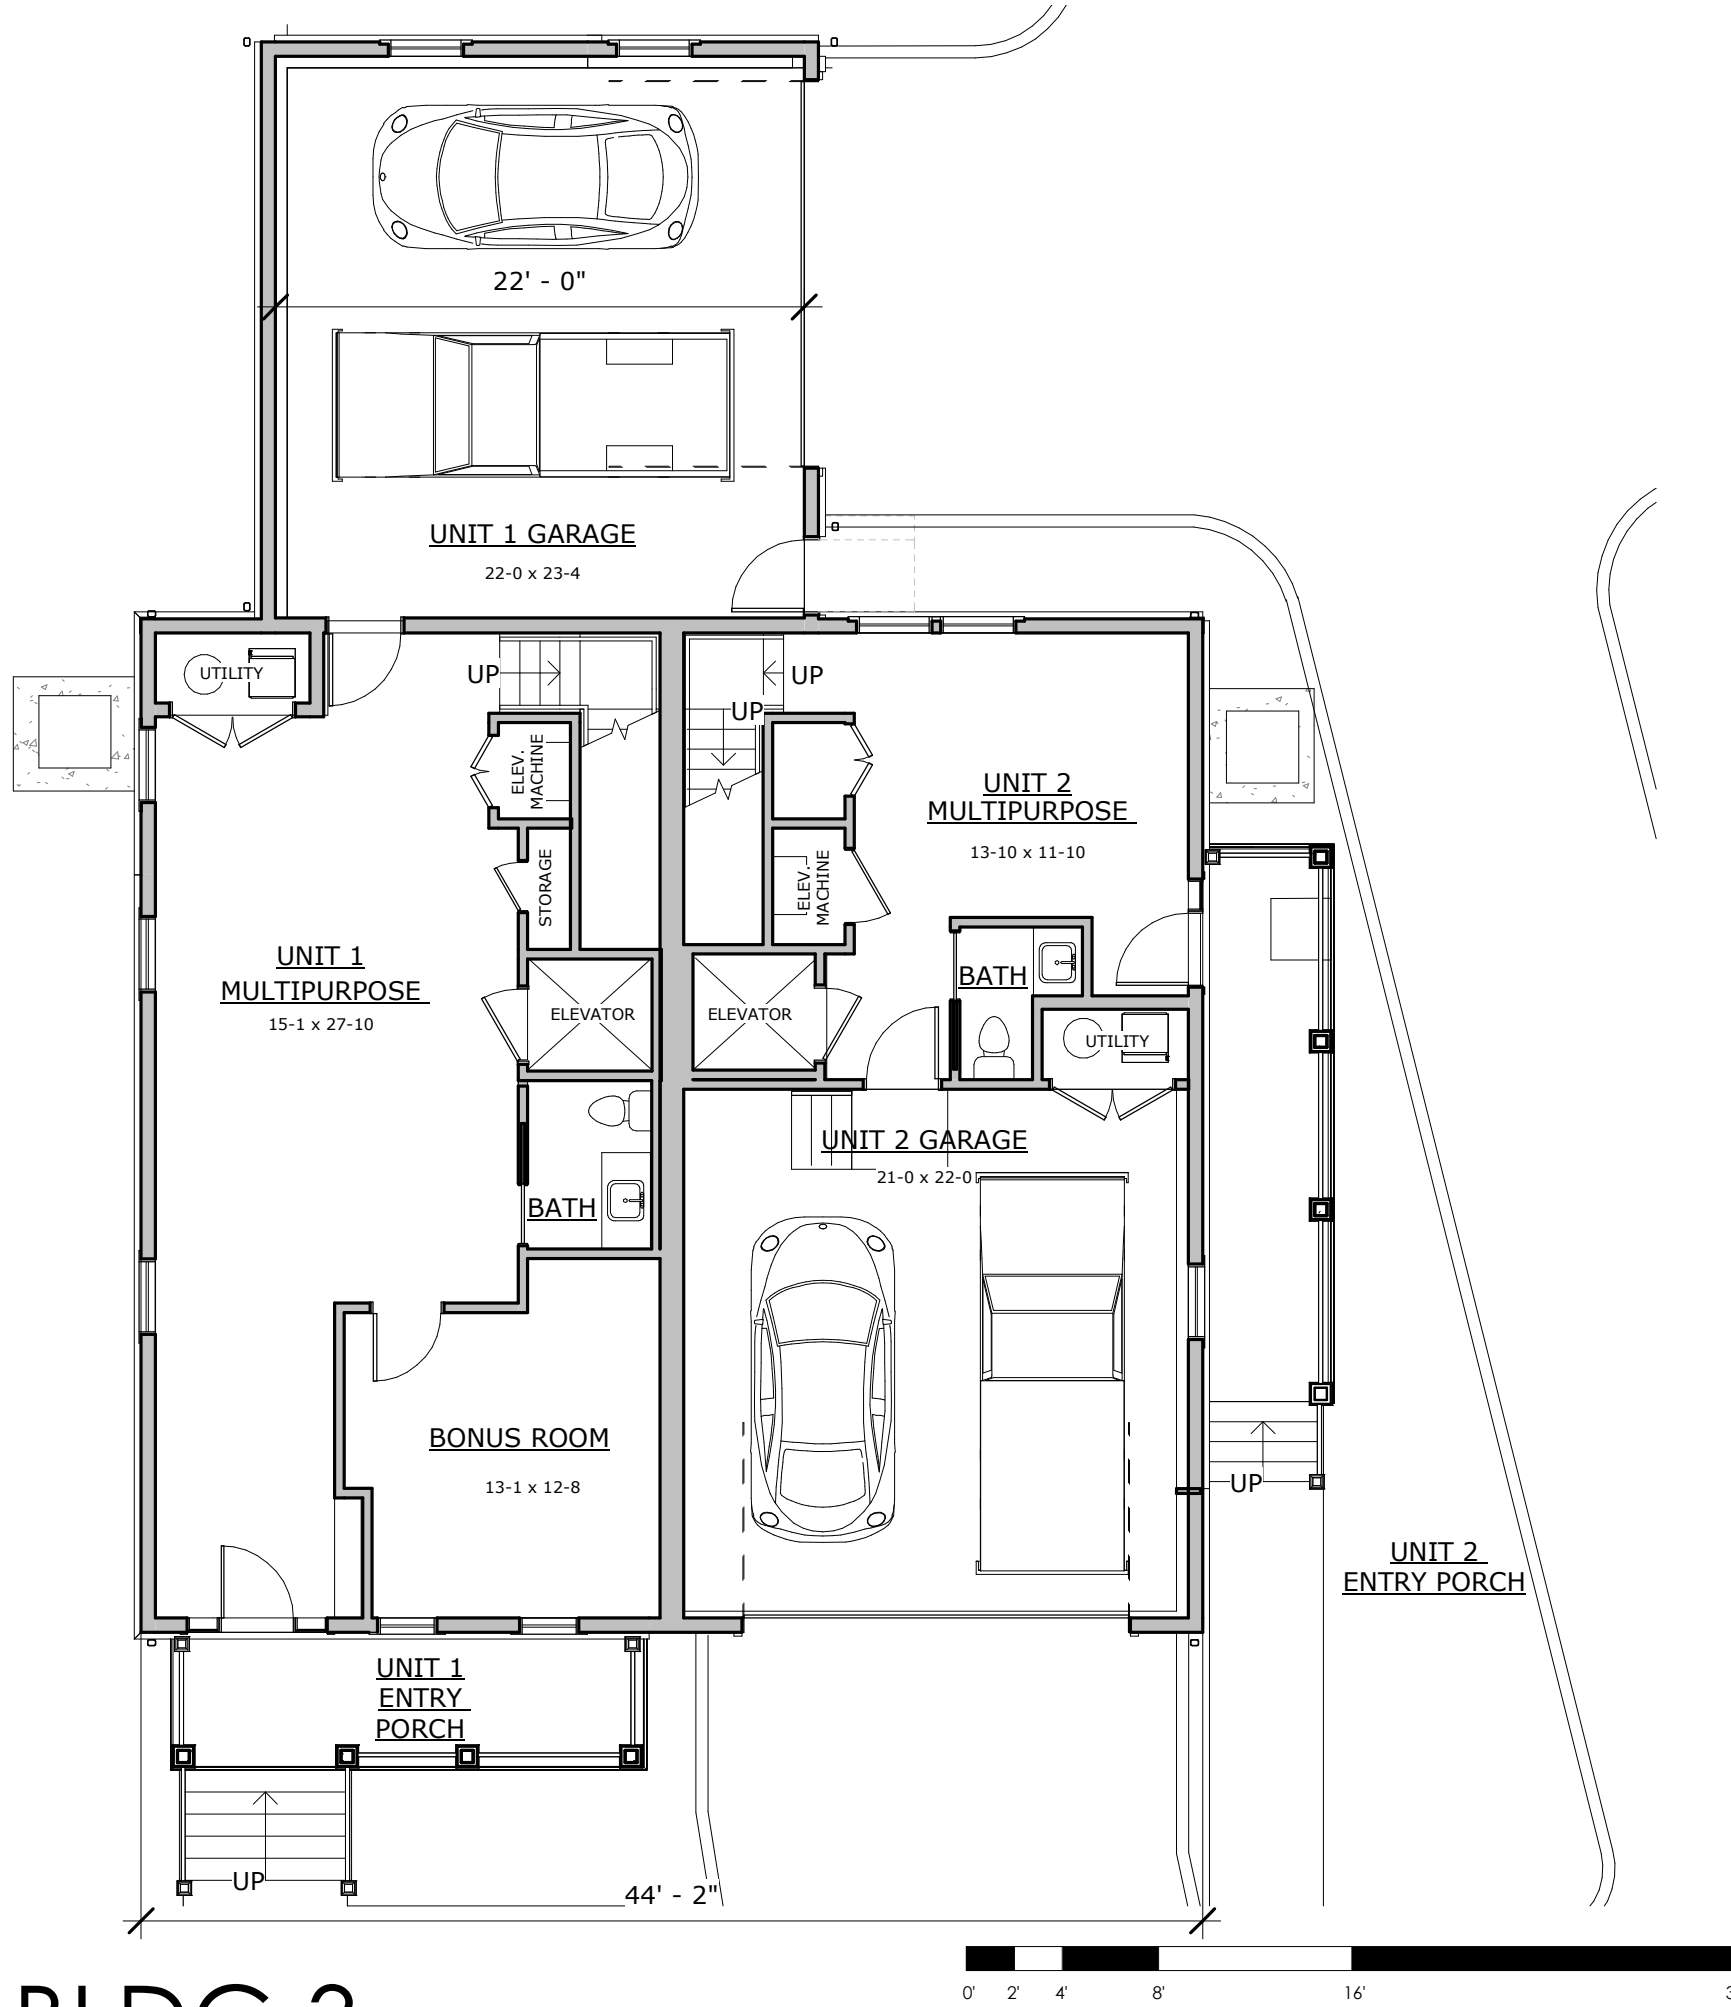 22' - 0"
UNIT 1 GARAGE
22-0 x 23-4
UTILITY
UP
UP
UP
ELEV.
MACHINE
STORAGE
UNIT 2
MULTIPURPOSE
13-10 x 11-10
ELEV.
MACHINE
UNIT 1
MULTIPURPOSE
15-1 x 27-10
ELEVATOR
ELEVATOR
BATH
UTILITY
UNIT 2 GARAGE
21-0 x 22-0
BATH
BONUS ROOM
13-1 x 12-8
UP
UNIT 2
ENTRY PORCH
UNIT 1
ENTRY
PORCH
UP
44' - 2"
0' 2' 4' 8' 16'